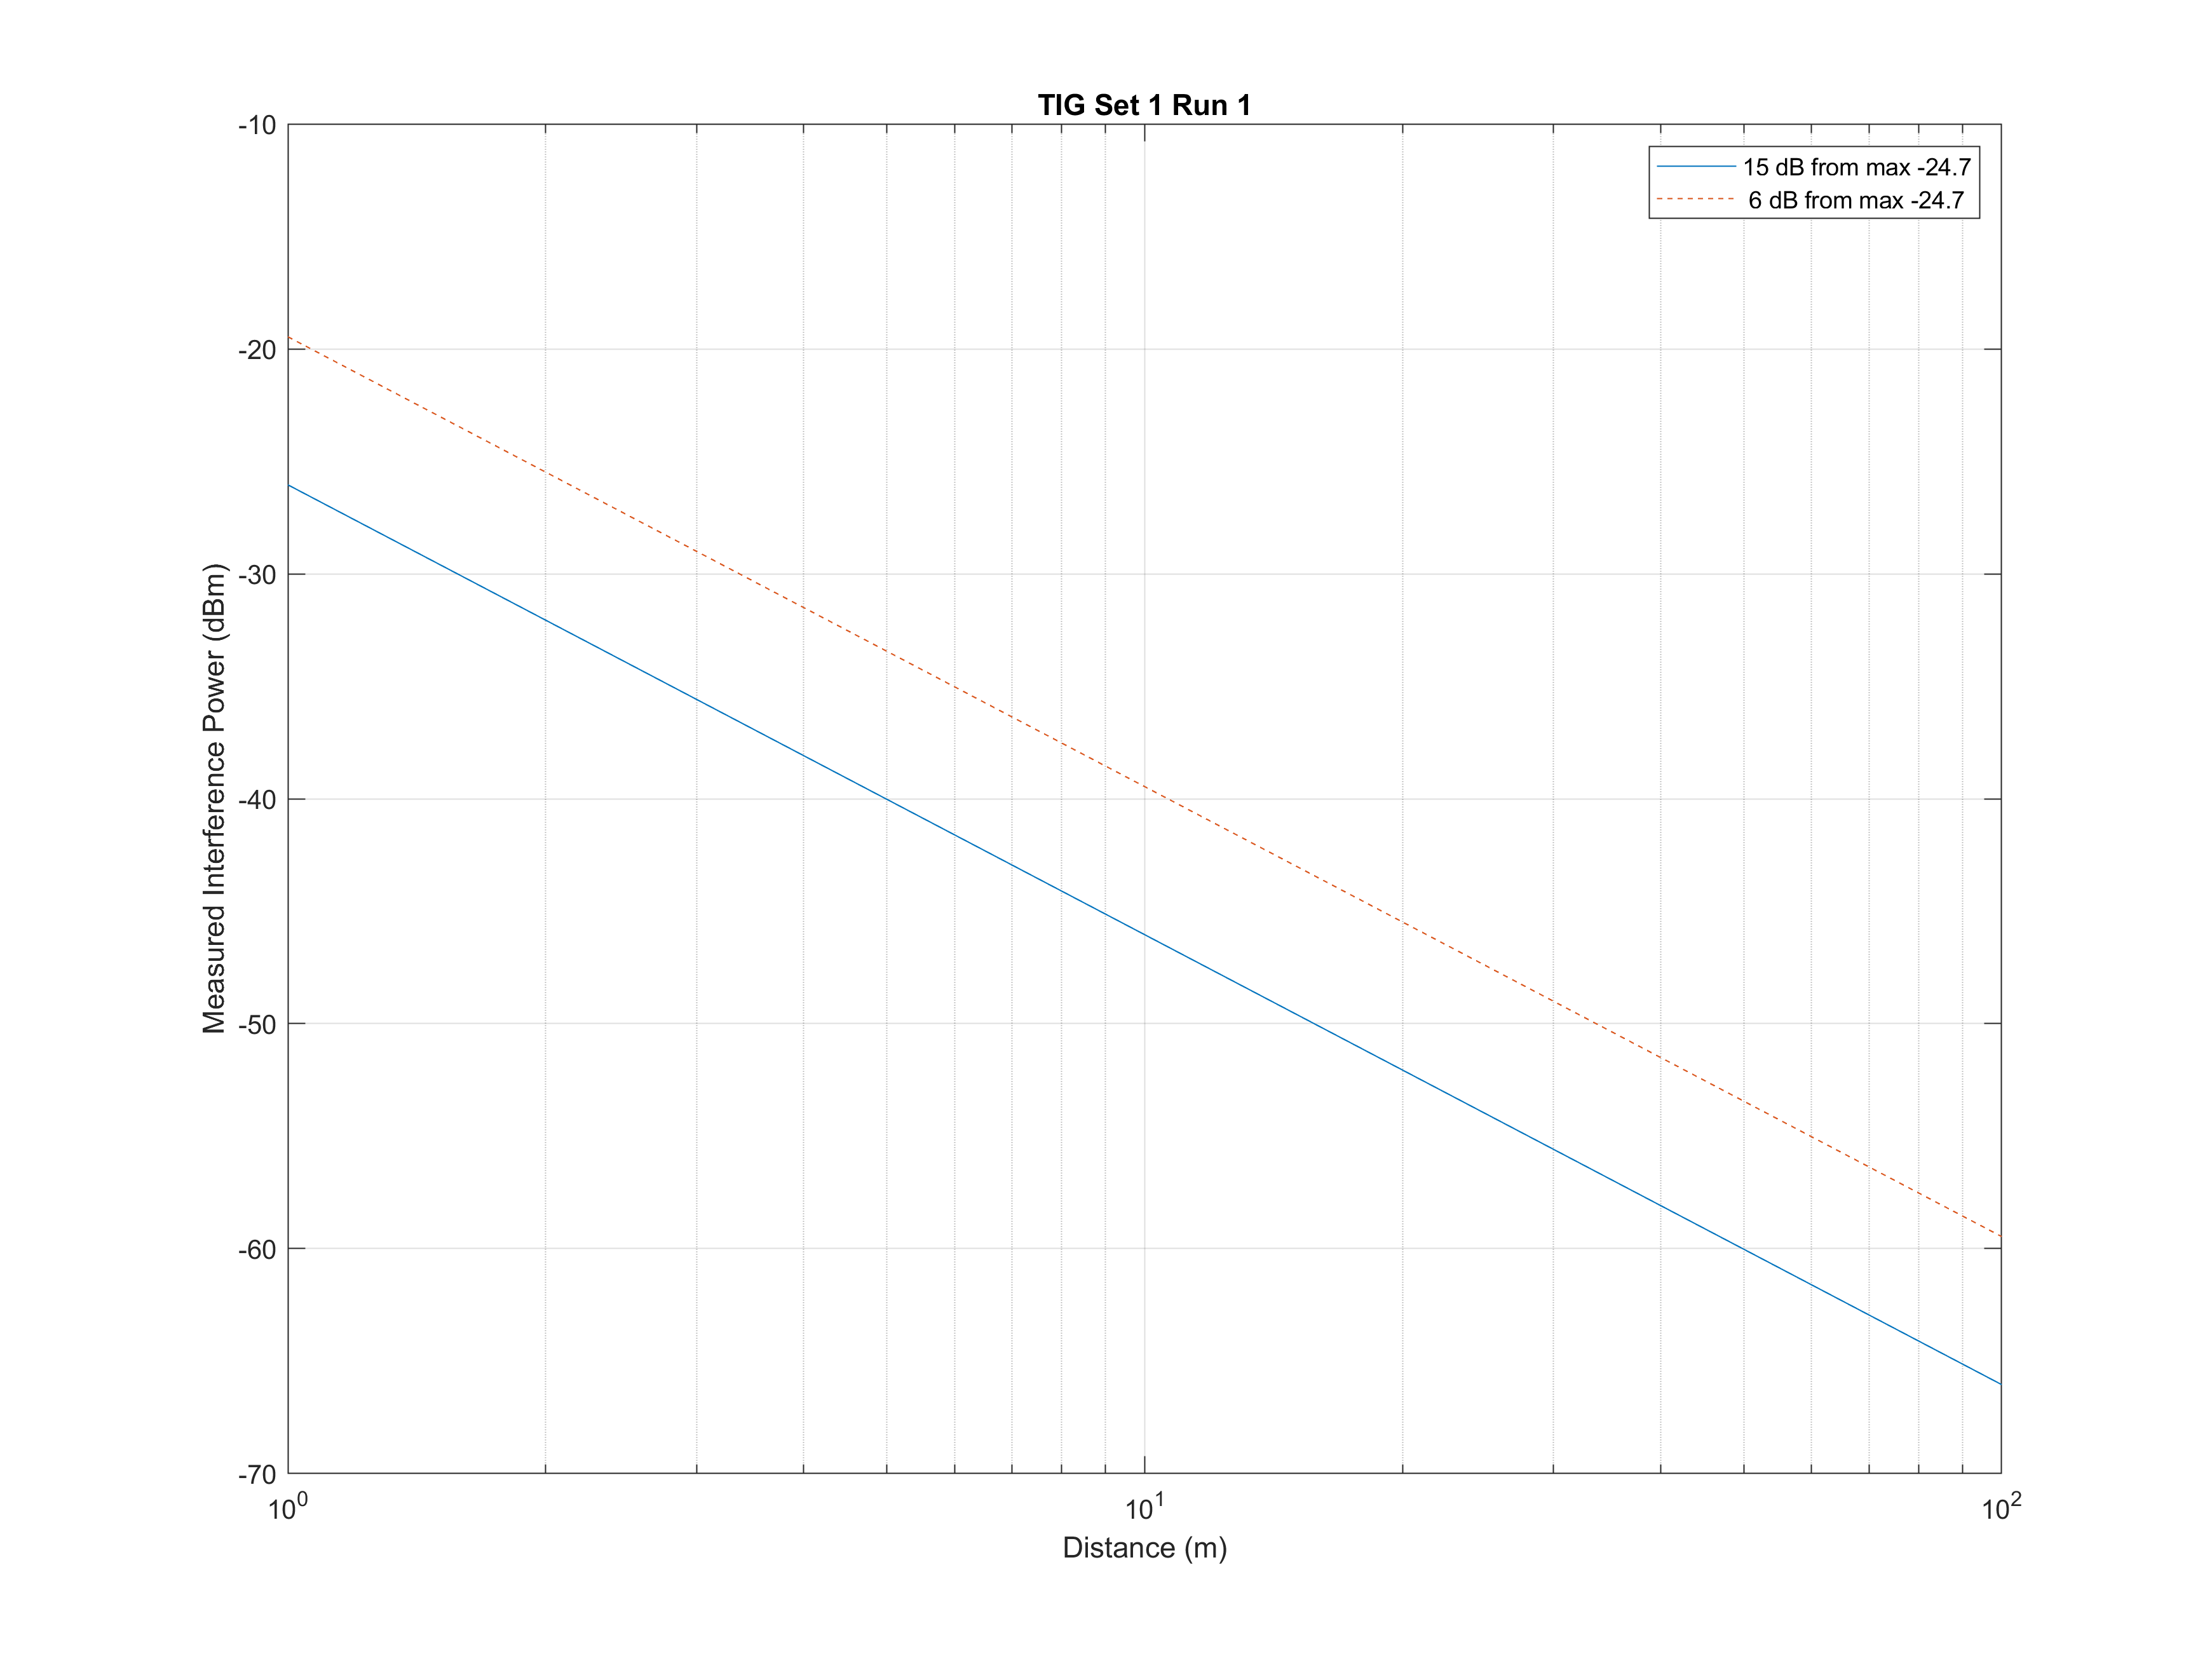 TIG Set 1 Run 1
15 dB from max -24.7
6 dB from max -24.7
Measured Interference Power (dBm)
-10
-20
-30
-40
-50
-60
-70
10^0
10^1
10^2
Distance (m)